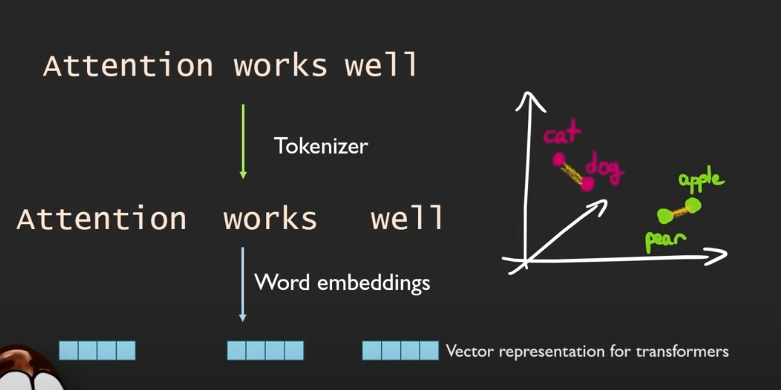 Attention works well
Tokenizer
Attention works well
Word embeddings
Vector representation for transformers
cat
dog
apple
pear